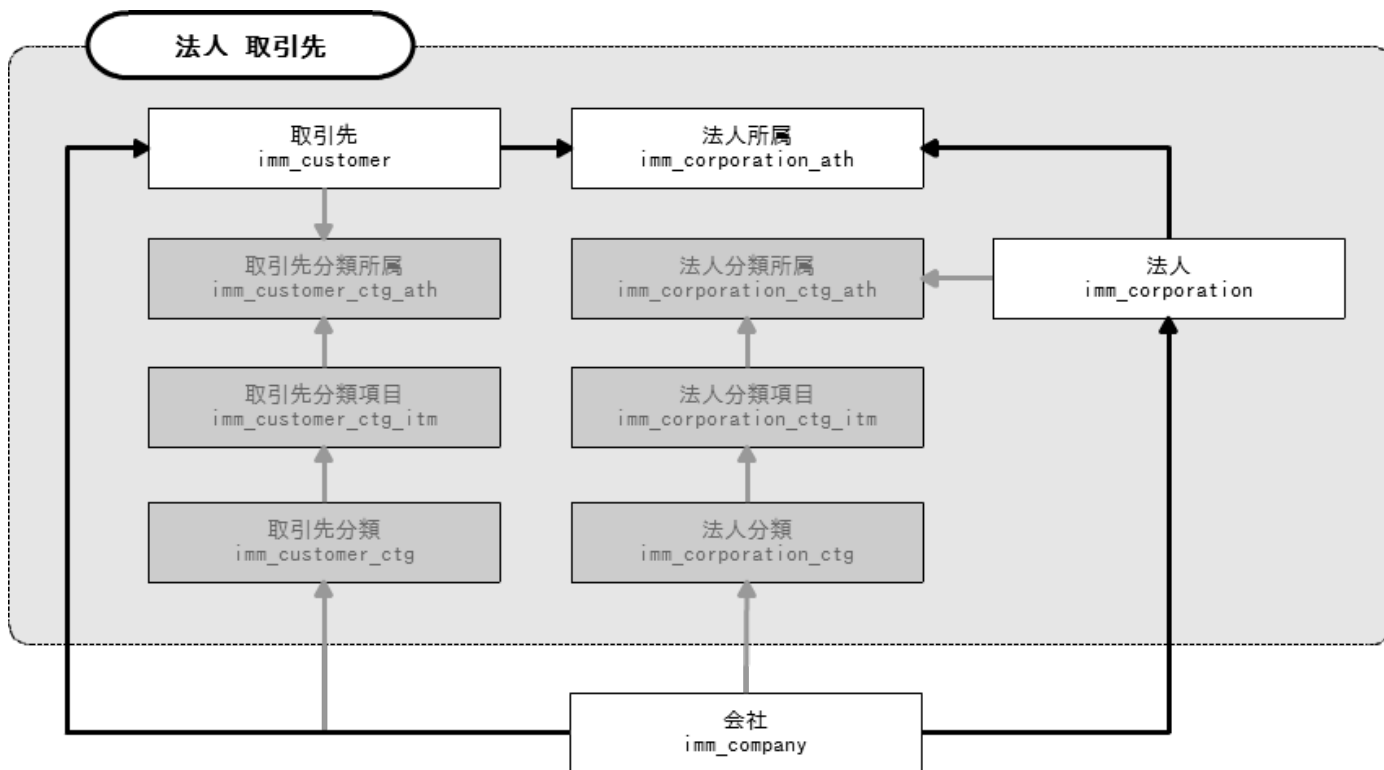 法人 取引先
取引先
imm_customer
法人所属
imm_corporation_ath
取引先分類所属
imm_customer_ctg_ath
法人分類所属
imm_corporation_ctg_ath
法人
imm_corporation
取引先分類項目
imm_customer_ctg_itm
法人分類項目
imm_corporation_ctg_itm
取引先分類
imm_customer_ctg
法人分類
imm_corporation_ctg
会社
imm_company